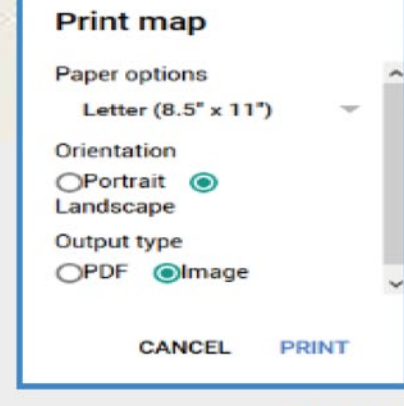 Print map
Paper options
Letter (8.5" x 11")
Orientation
Portrait
Landscape
Output type
PDF Image
CANCEL PRINT